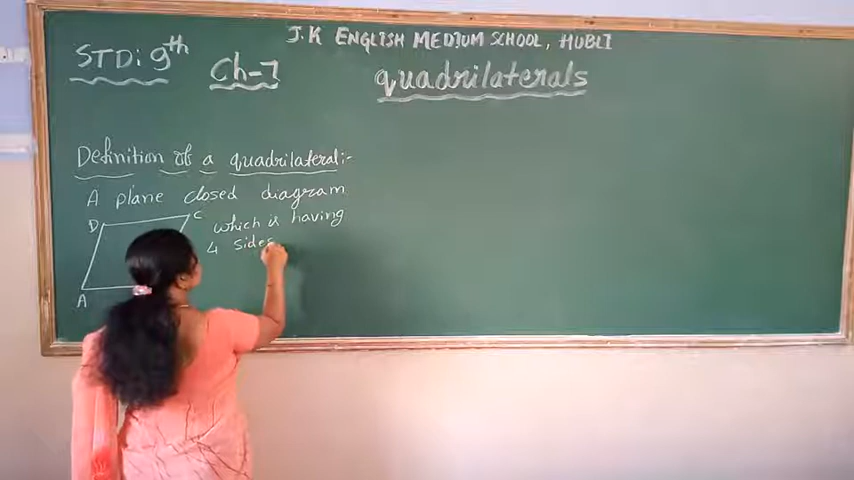 J.K ENGLISH MEDIUM SCHOOL, HUBLI
STD: 9th Ch-7 quadrilaterals
Definition of a quadrilateral:-
A plane closed diagram
which is having
4 sides
D
C
A